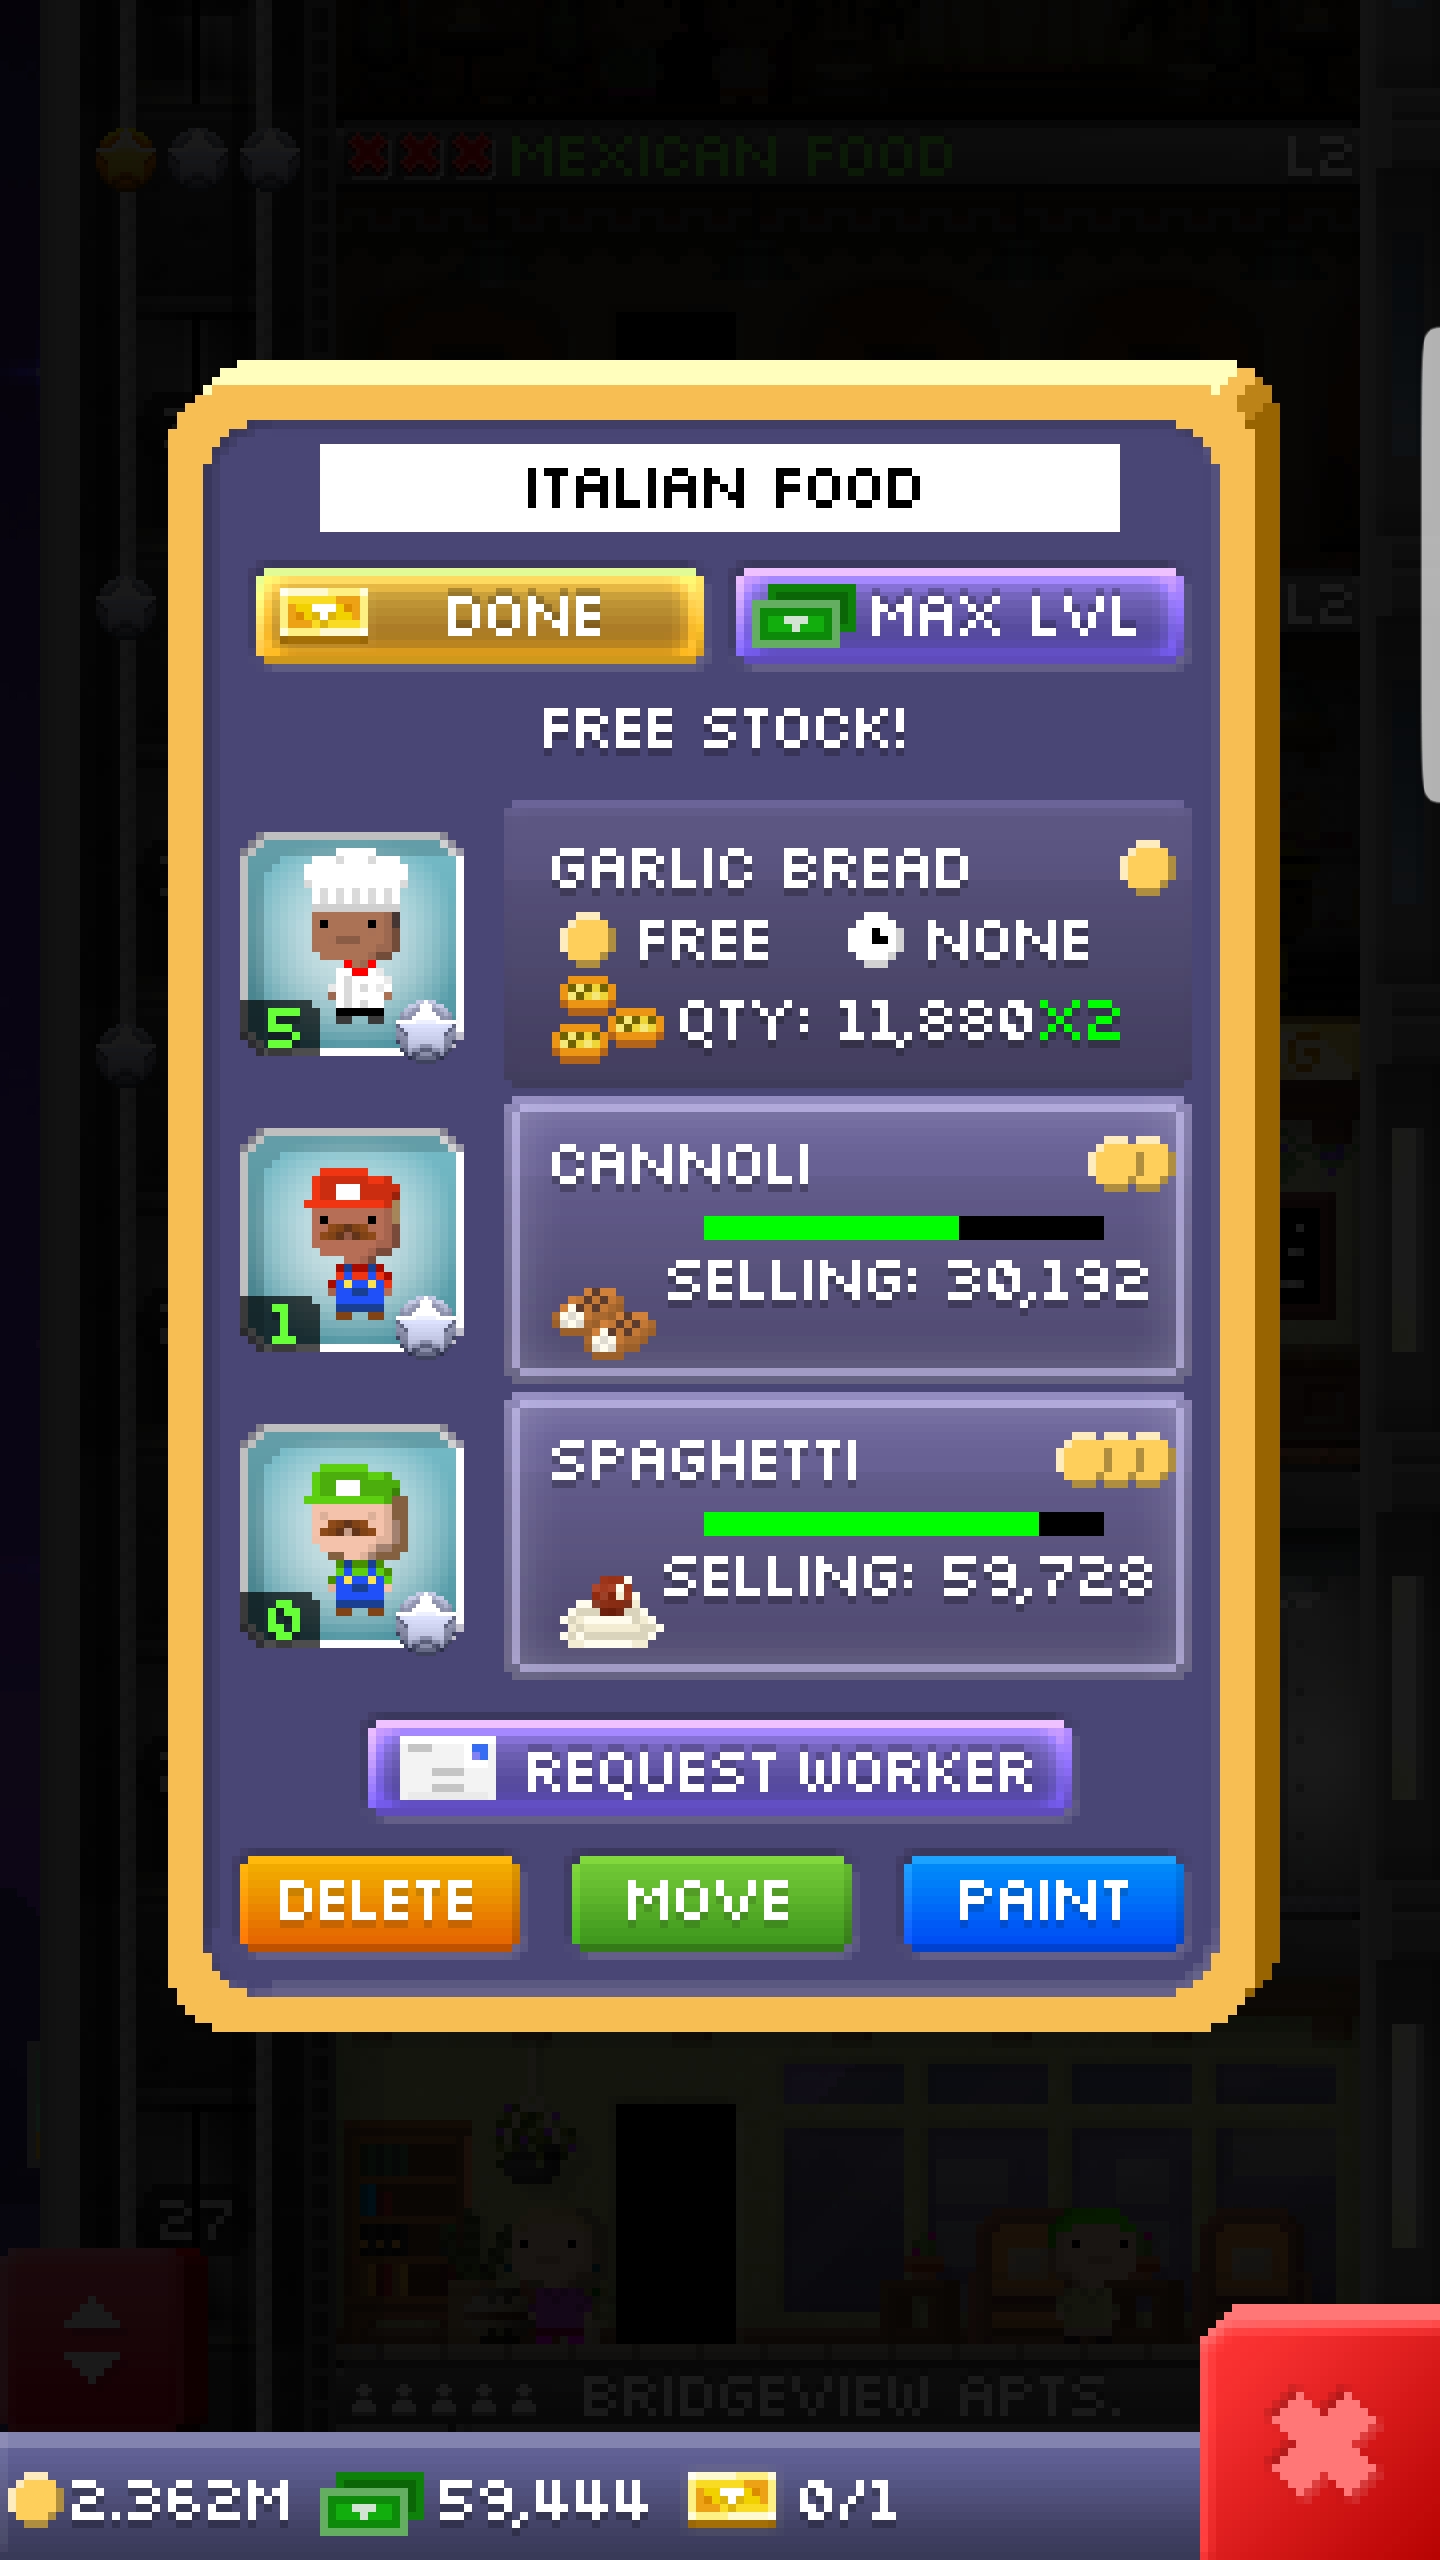 MEXICAN FOOD L2
L2
ITALIAN FOOD
DONE MAX LVL
FREE STOCK!
GARLIC BREAD
FREE NONE
5 QTY: 11,880X2
CANNOLI
SELLING: 30,192
1
SPAGHETTI
SELLING: 59,728
0
REQUEST WORKER
DELETE MOVE PAINT
27
BRIDGEVIEW APTS.
2.362M 59,444 0/1